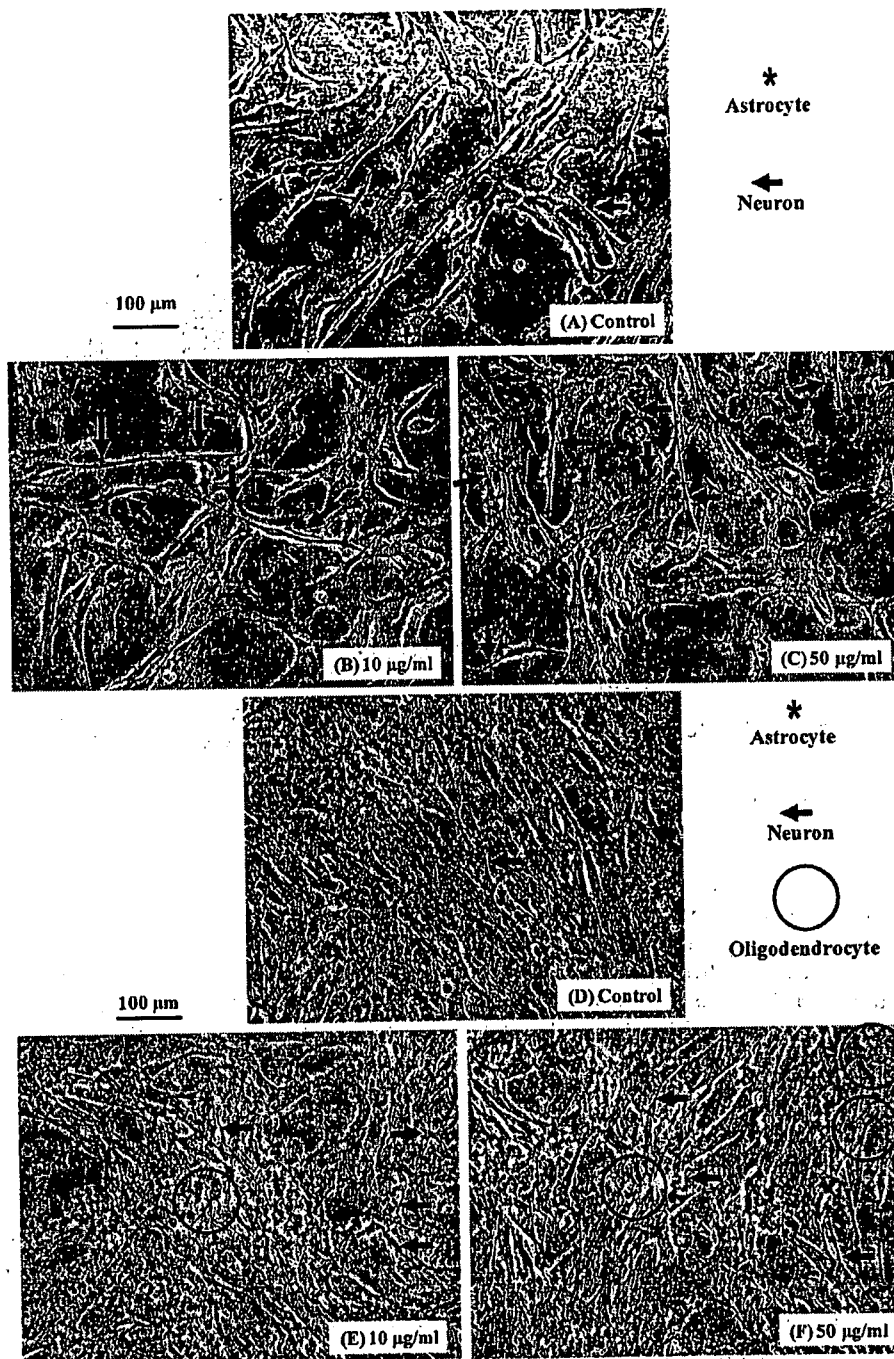 *
Astrocyte
Neuron
100 µm
(A) Control
(B) 10 µg/ml
(C) 50 µg/ml
*
Astrocyte
Neuron
Oligodendrocyte
(D) Control
100 µm
(E) 10 µg/ml
(F) 50 µg/ml